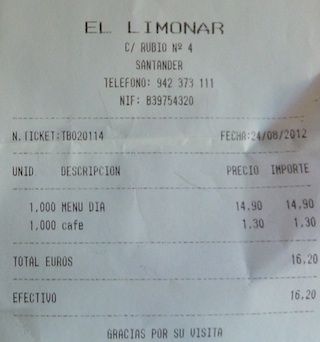 EL LIMONAR
C/ RUBIO Nº 4
SANTANDER
TELEFONO: 942 373 111
NIF: B39754320
N.TICKET:TB020114 FECHA:24/08/2012
UNID DESCRIPCION PRECIO IMPORTE
1.000 MENU DIA 14.90 14.90
1.000 cafe 1.30 1.30
TOTAL EUROS 16,20
EFECTIVO 16,20
GRACIAS POR SU VISITA